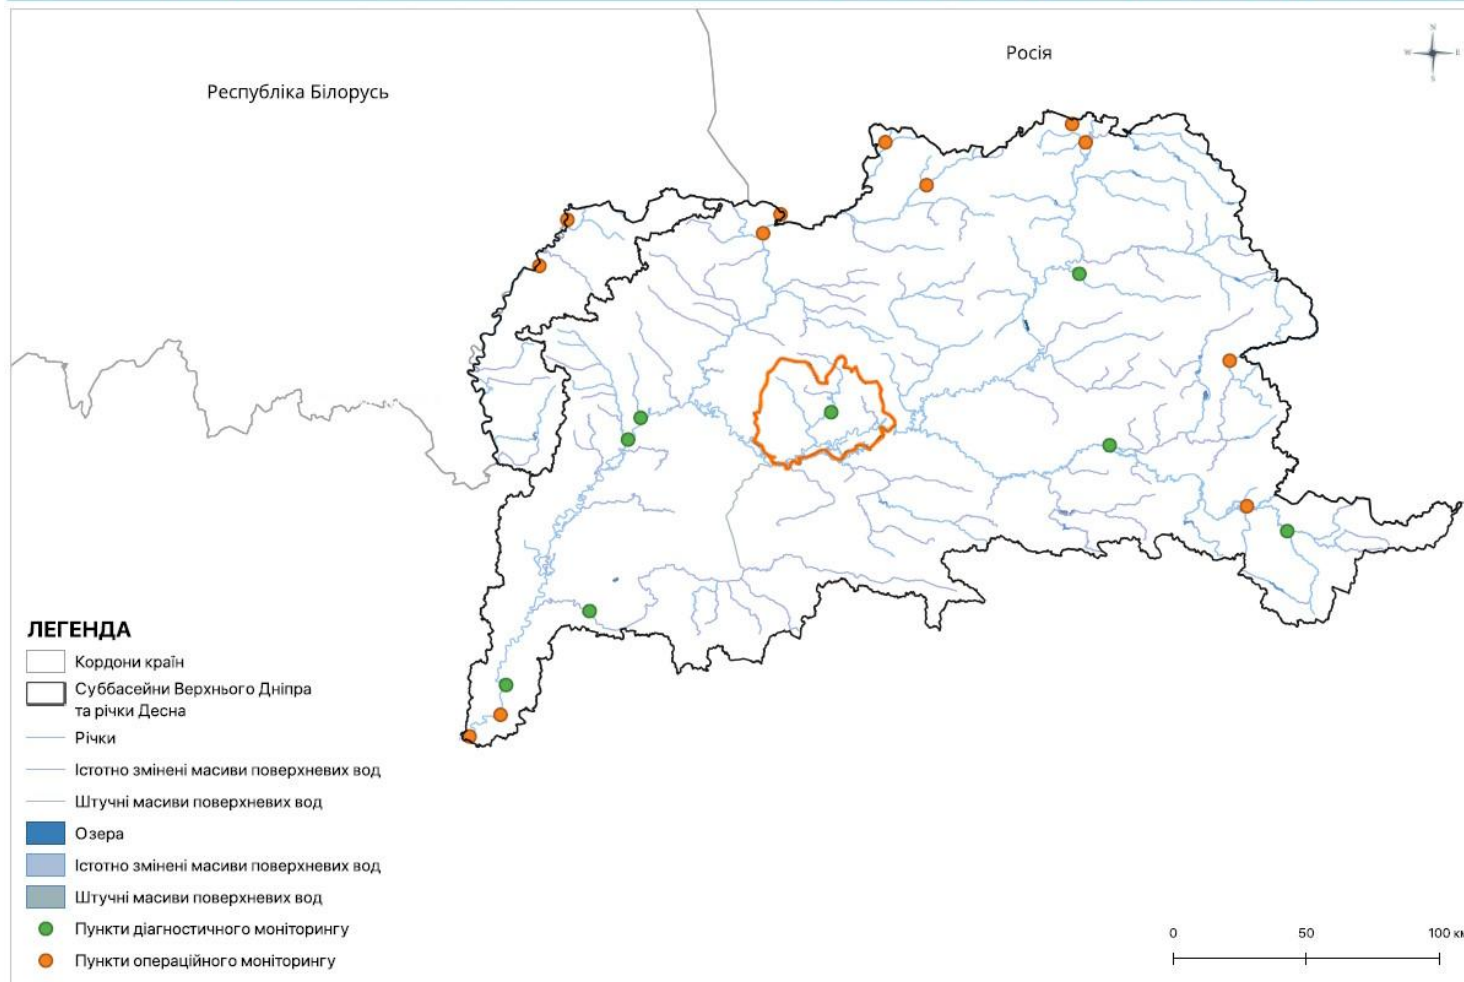 Республіка Білорусь
Росія
N
W
E
S
ЛЕГЕНДА
Кордони країн
Суббасейни Верхнього Дніпра
та річки Десна
Річки
Істотно змінені масиви поверхневих вод
Штучні масиви поверхневих вод
Озера
Істотно змінені масиви поверхневих вод
Штучні масиви поверхневих вод
Пункти діагностичного моніторингу
Пункти операційного моніторингу
0 50 100 км